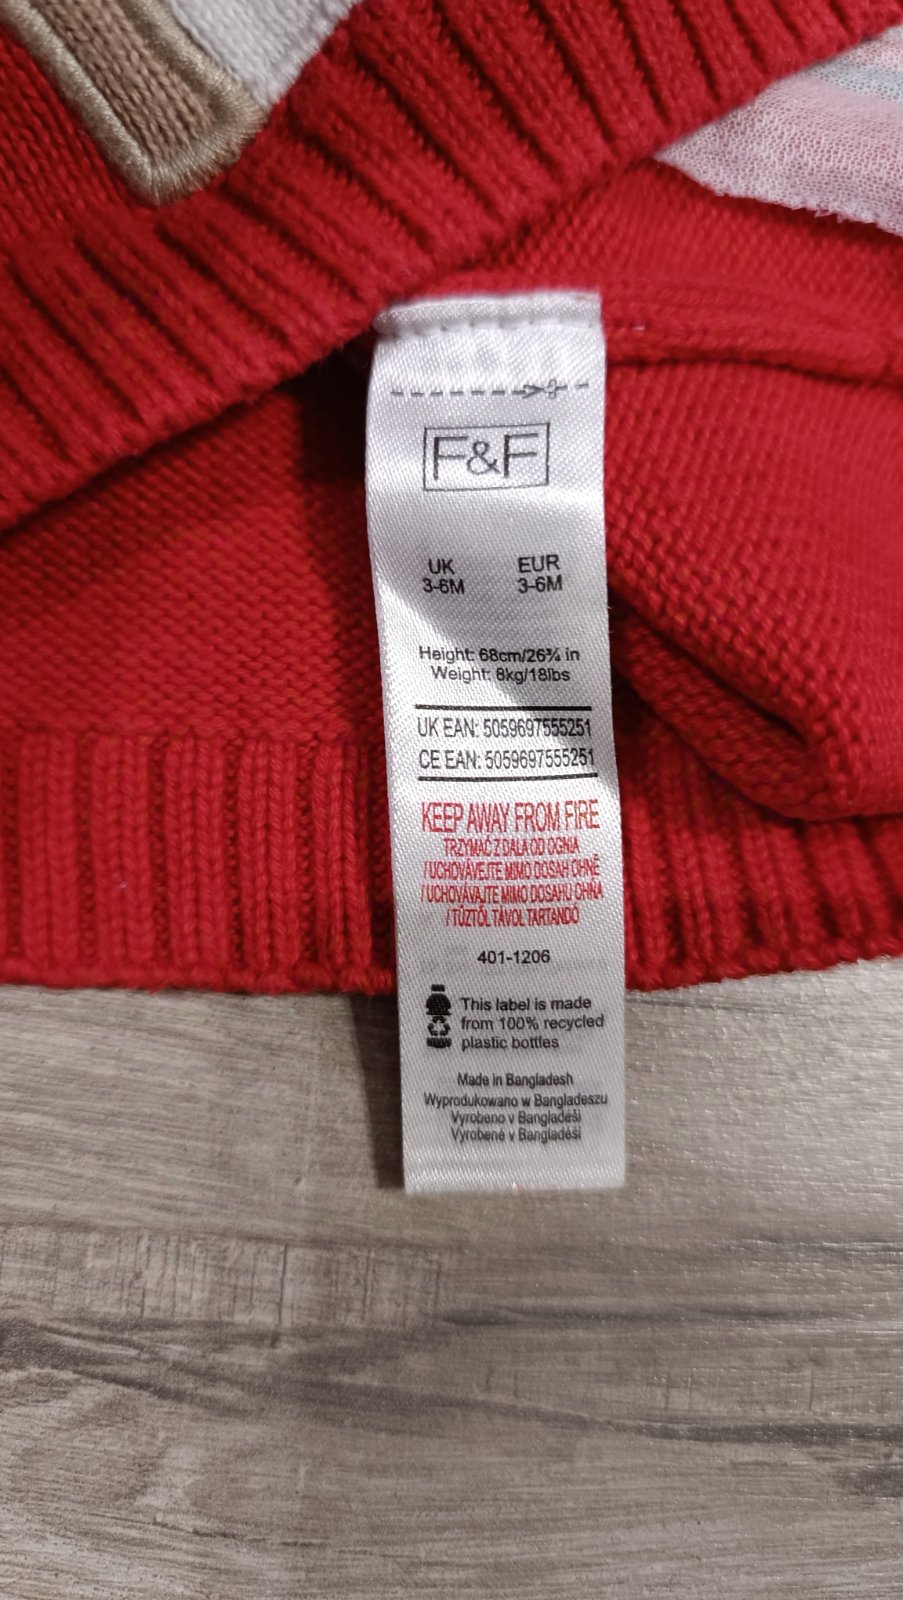 F&F
UK EUR
3-6M 3-6M
Height: 68cm/26¾ in
Weight: 8kg/18lbs
UK EAN: 5059697555251
CE EAN: 5059697555251
KEEP AWAY FROM FIRE
TRZYMAĆ Z DALA OD OGNIA
/ UCHOVÁVEJTE MIMO DOSAH OHNĚ
/ UCHOVÁVAJTE MIMO DOSAHU OHŇA
/ TŰZTŐL TÁVOL TARTANDÓ
401-1206
This label is made
from 100% recycled
plastic bottles
Made in Bangladesh
Wyprodukowano w Bangladeszu
Vyrobeno v Bangladéši
Vyrobené v Bangladéši